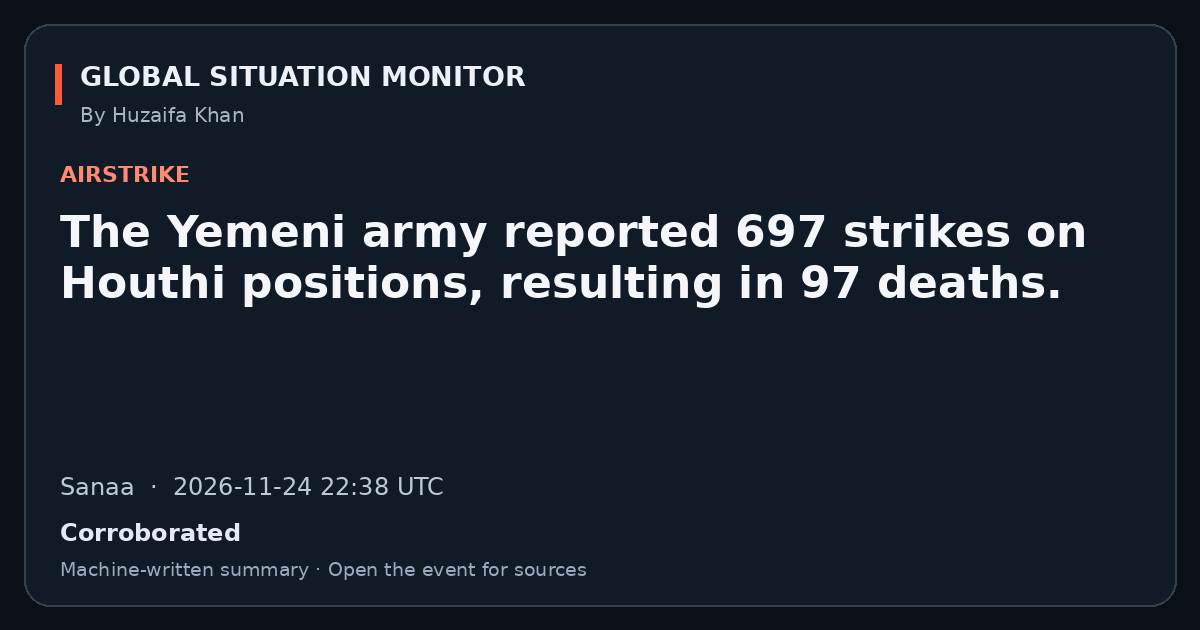 GLOBAL SITUATION MONITOR
By Huzaifa Khan
AIRSTRIKE
The Yemeni army reported 697 strikes on
Houthi positions, resulting in 97 deaths.
Sanaa · 2026-11-24 22:38 UTC
Corroborated
Machine-written summary · Open the event for sources